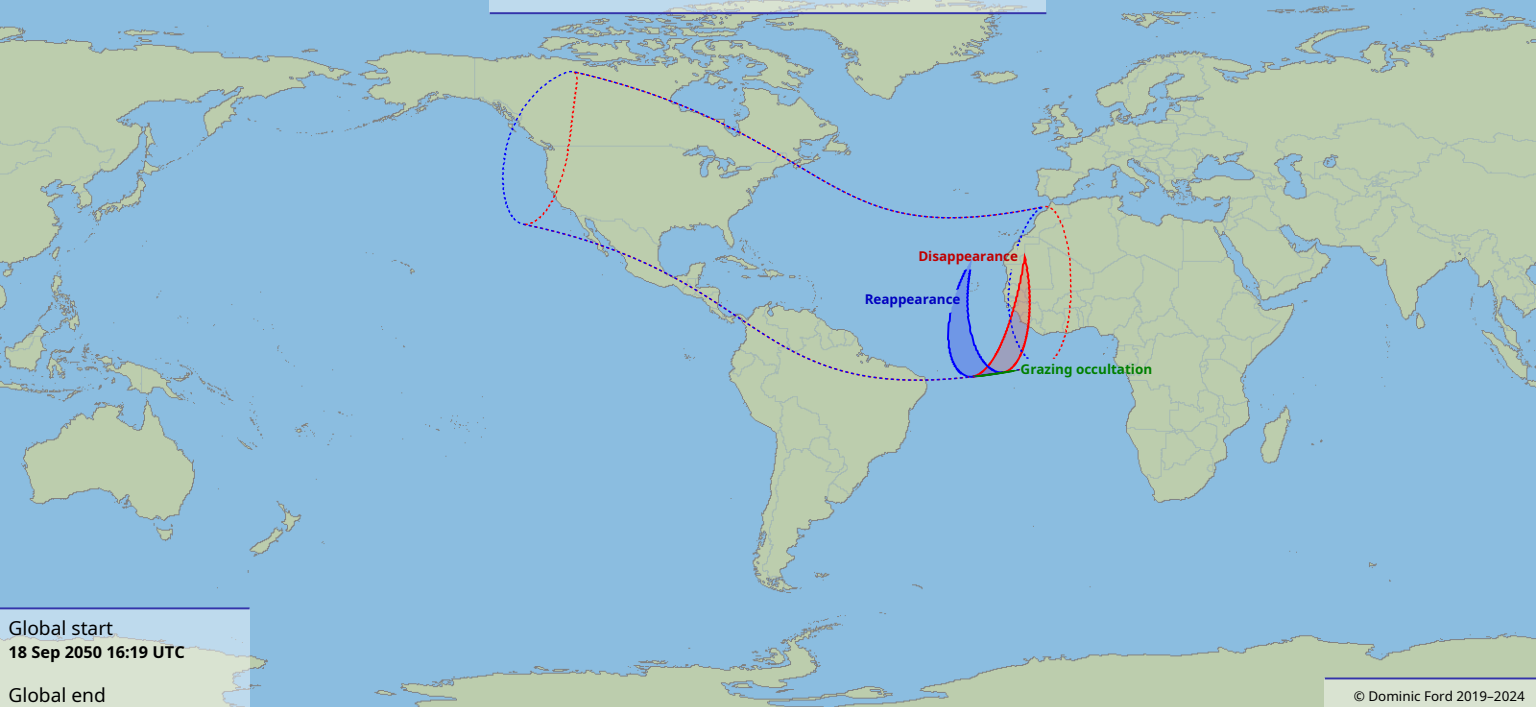 Disappearance
Reappearance
Grazing occultation
Global start
18 Sep 2050 16:19 UTC
Global end
© Dominic Ford 2019–2024